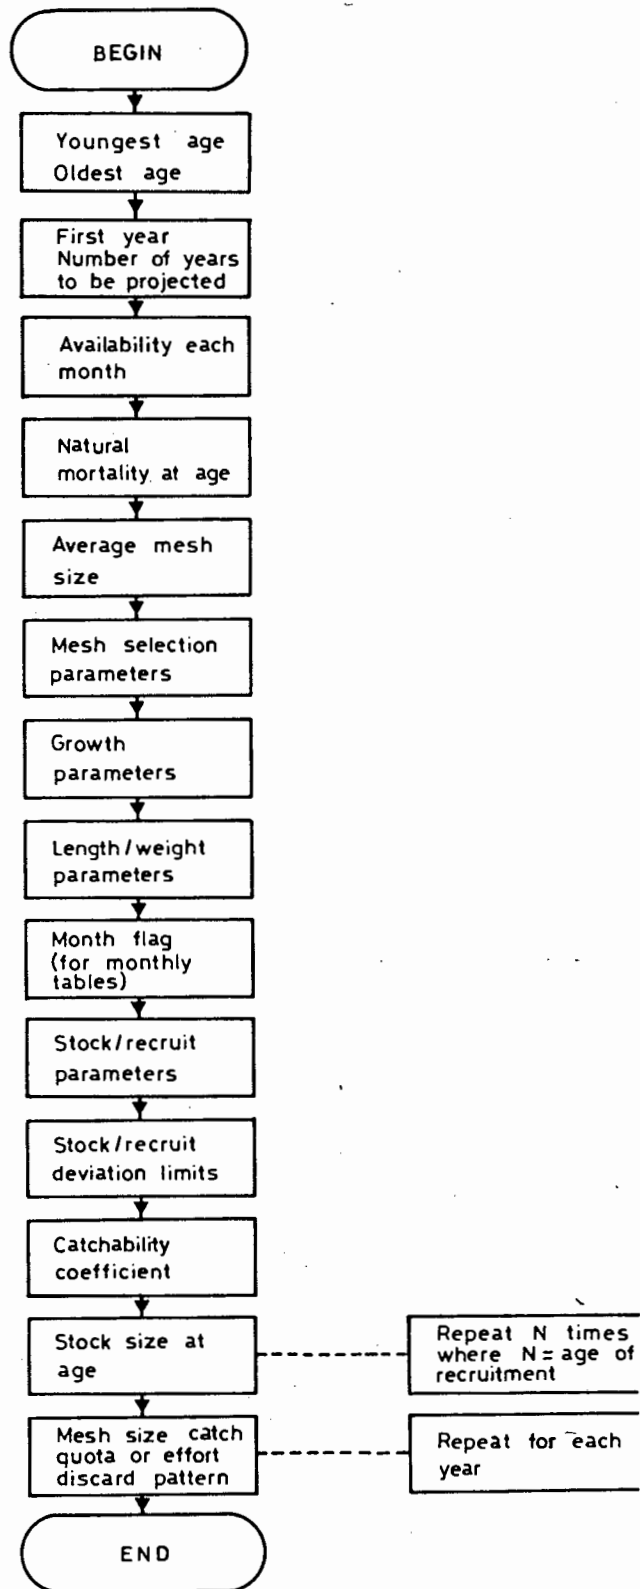 BEGIN
Youngest age
Oldest age
First year
Number of years
to be projected
Availability each
month
Natural
mortality at age
Average mesh
size
Mesh selection
parameters
Growth
parameters
Length/weight
parameters
Month flag
(for monthly
tables)
Stock/recruit
parameters
Stock/recruit
deviation limits
Catchability
coefficient
Stock size at
age
Repeat N times
where N = age of
recruitment
Mesh size catch
quota or effort
discard pattern
Repeat for each
year
END